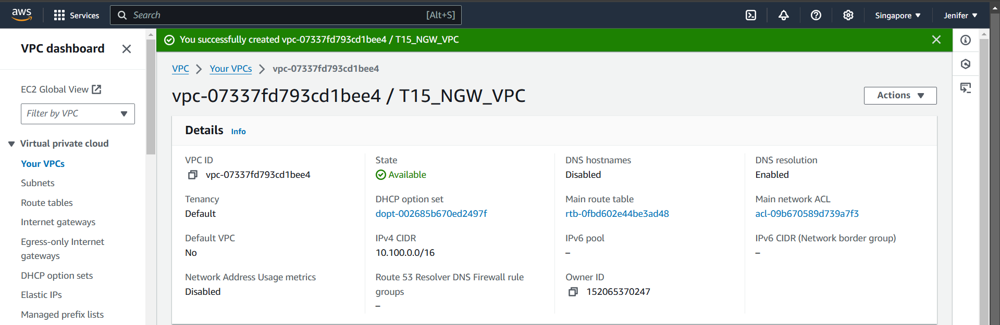 aws
Services
Search
[Alt+S]
Singapore
Jenifer
VPC dashboard
EC2 Global View
Filter by VPC
Virtual private cloud
Your VPCs
Subnets
Route tables
Internet gateways
Egress-only Internet
gateways
DHCP option sets
Elastic IPs
Managed prefix lists
You successfully created vpc-07337fd793cd1bee4 / T15_NGW_VPC
VPC
Your VPCs
vpc-07337fd793cd1bee4
vpc-07337fd793cd1bee4 / T15_NGW_VPC
Actions
Details Info
VPC ID
vpc-07337fd793cd1bee4
State
Available
DNS hostnames
Disabled
DNS resolution
Enabled
Tenancy
Default
DHCP option set
dopt-002685b670ed2497f
Main route table
rtb-0fbd602e44be3ad48
Main network ACL
acl-09b670589d739a7f3
Default VPC
No
IPv4 CIDR
10.100.0.0/16
IPv6 pool
–
IPv6 CIDR (Network border group)
–
Network Address Usage metrics
Disabled
Route 53 Resolver DNS Firewall rule
groups
–
Owner ID
152065370247